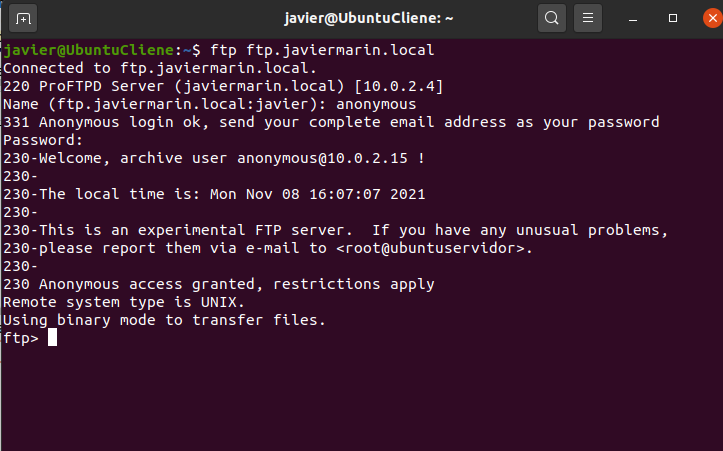 javier@UbuntuCliene: ~
javier@UbuntuCliene:~$ ftp ftp.javiermarin.local
Connected to ftp.javiermarin.local.
220 ProFTPD Server (javiermarin.local) [10.0.2.4]
Name (ftp.javiermarin.local:javier): anonymous
331 Anonymous login ok, send your complete email address as your password
Password:
230-Welcome, archive user anonymous@10.0.2.15 !
230-
230-The local time is: Mon Nov 08 16:07:07 2021
230-
230-This is an experimental FTP server.  If you have any unusual problems,
230-please report them via e-mail to <root@ubuntuservidor>.
230-
230 Anonymous access granted, restrictions apply
Remote system type is UNIX.
Using binary mode to transfer files.
ftp>